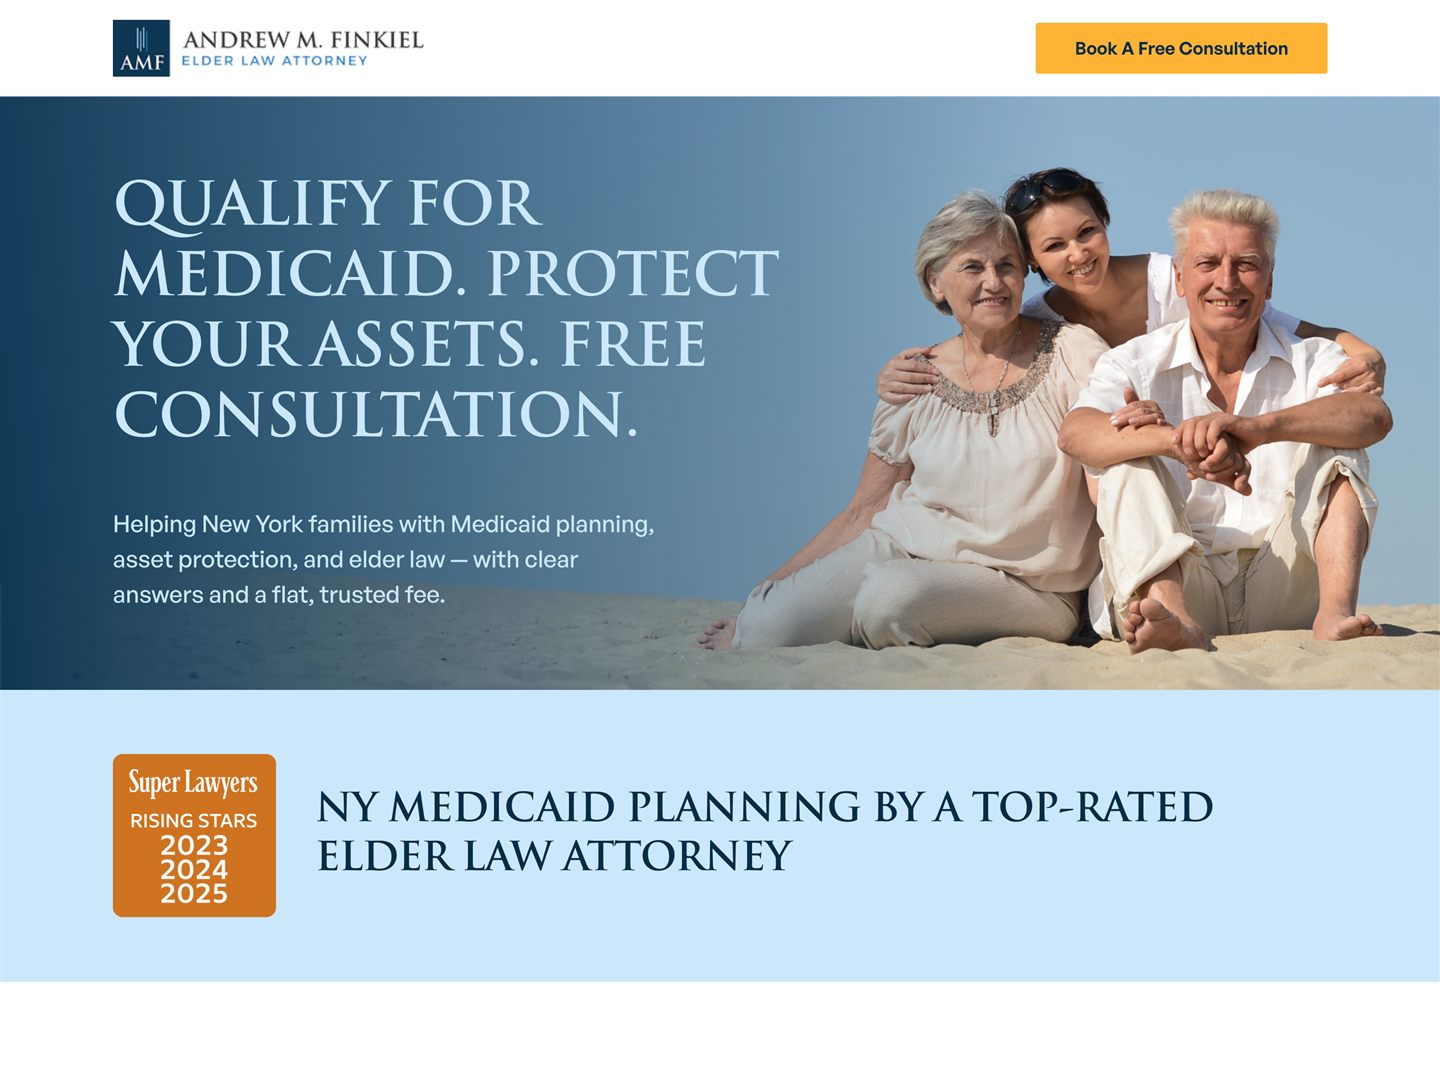 AMF
ANDREW M. FINKIEL
ELDER LAW ATTORNEY
Book A Free Consultation
QUALIFY FOR
MEDICAID. PROTECT
YOUR ASSETS. FREE
CONSULTATION.
Helping New York families with Medicaid planning,
asset protection, and elder law — with clear
answers and a flat, trusted fee.
Super Lawyers
RISING STARS
2023
2024
2025
NY MEDICAID PLANNING BY A TOP-RATED
ELDER LAW ATTORNEY